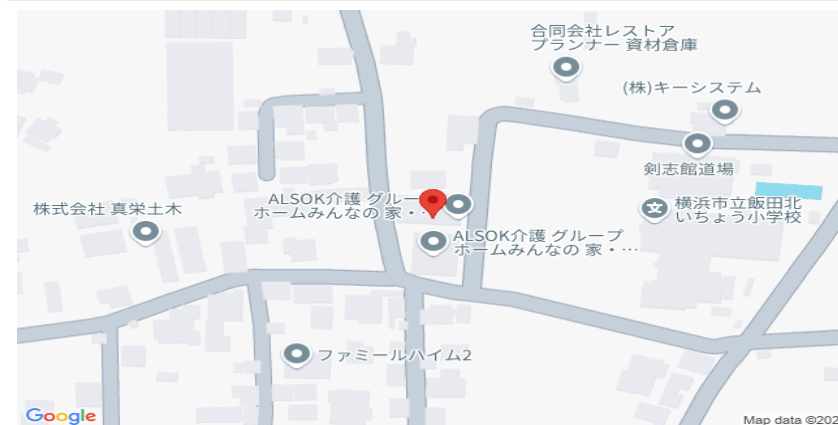 合同会社レストア
プランナー 資材倉庫
(株)キーシステム
剣志館道場
ALSOK介護 グルー
ホームみんなの 家・…
株式会社 真栄土木
横浜市立飯田北
いちょう小学校
ALSOK介護 グループ
ホームみんなの 家・…
ファミールハイム2
Google
Map data ©202